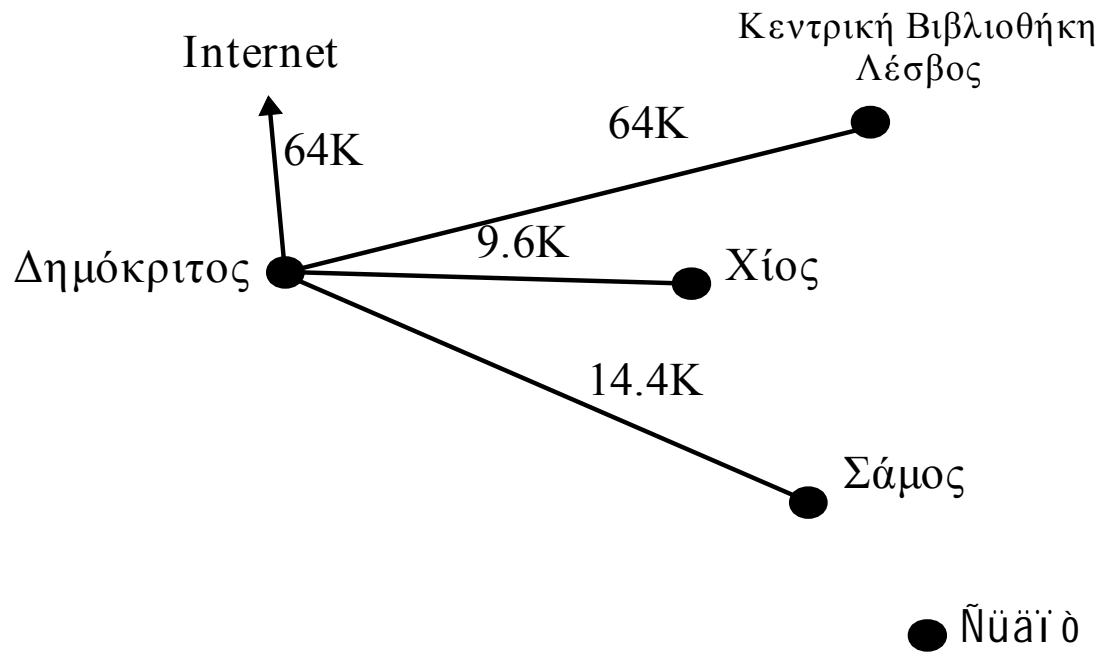 Κεντρική Βιβλιοθήκη
Λέσβος
Internet
64K
64K
9.6K
Δημόκριτος
Χίος
14.4K
Σάμος
Ñüäïò